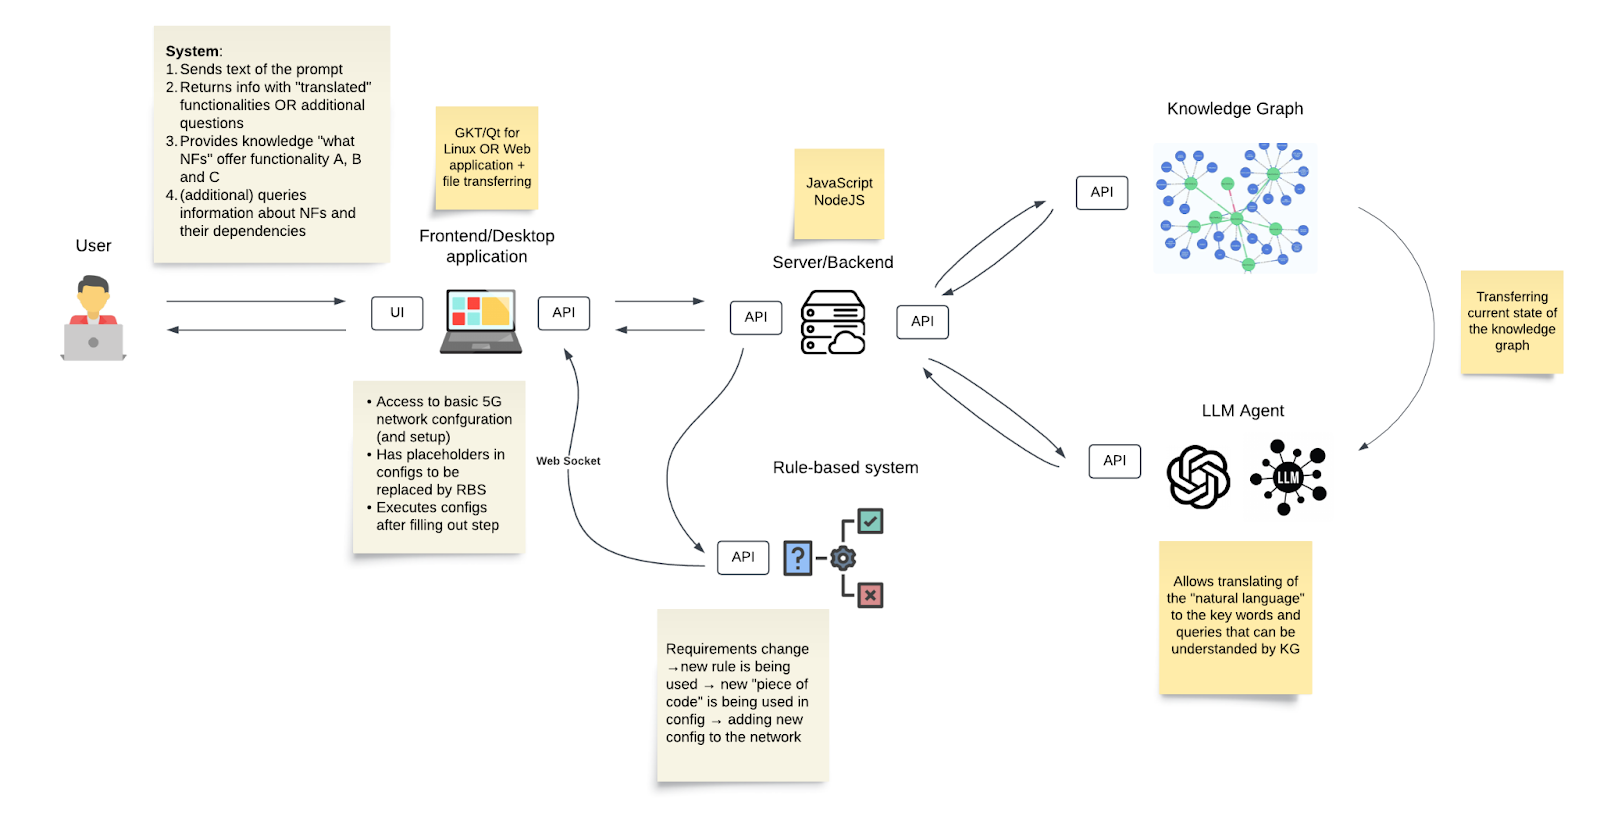 System:
1. Sends text of the prompt
2. Returns info with "translated"
functionalities OR additional
questions
3. Provides knowledge "what
NFs" offer functionality A, B
and C
4. (additional) queries
information about NFs and
their dependencies
User
GKT/Qt for
Linux OR Web
application +
file transferring
Frontend/Desktop
application
UI
API
• Access to basic 5G
network confguration
(and setup)
• Has placeholders in
configs to be
replaced by RBS
• Executes configs
after filling out step
Web Socket
JavaScript
NodeJS
Server/Backend
API
API
Rule-based system
API
?
Requirements change
→new rule is being
used → new "piece of
code" is being used in
config → adding new
config to the network
Knowledge Graph
API
Transferring
current state of
the knowledge
graph
LLM Agent
API
LLM
Allows translating of
the "natural language"
to the key words and
queries that can be
understanded by KG